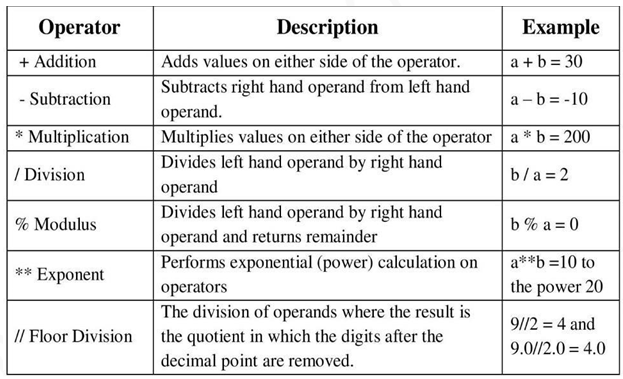 Operator Description Example
+ Addition Adds values on either side of the operator. a + b = 30
- Subtraction Subtracts right hand operand from left hand operand. a – b = -10
* Multiplication Multiplies values on either side of the operator a * b = 200
/ Division Divides left hand operand by right hand operand b / a = 2
% Modulus Divides left hand operand by right hand operand and returns remainder b % a = 0
** Exponent Performs exponential (power) calculation on operators a**b =10 to the power 20
// Floor Division The division of operands where the result is the quotient in which the digits after the decimal point are removed. 9//2 = 4 and 9.0//2.0 = 4.0